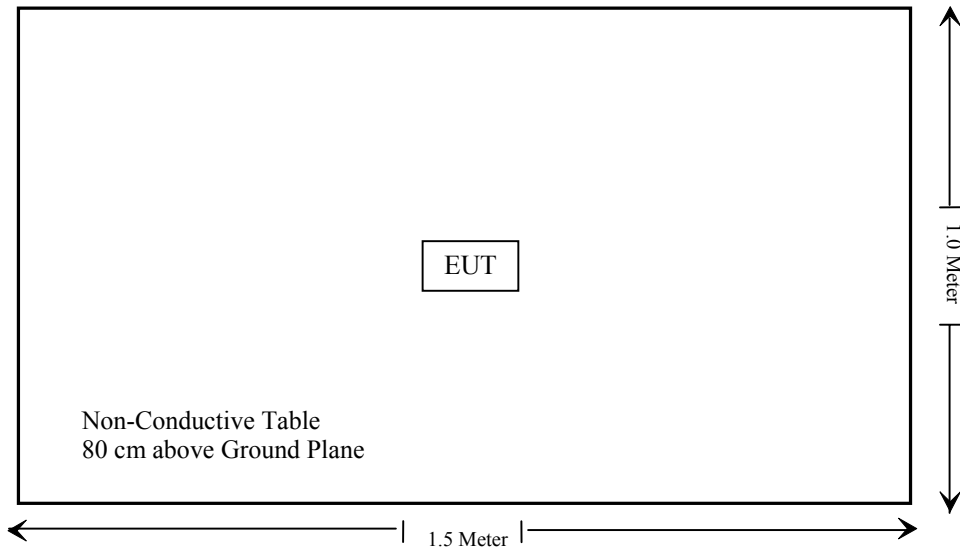 EUT
1.0 Meter
Non-Conductive Table
80 cm above Ground Plane
1.5 Meter